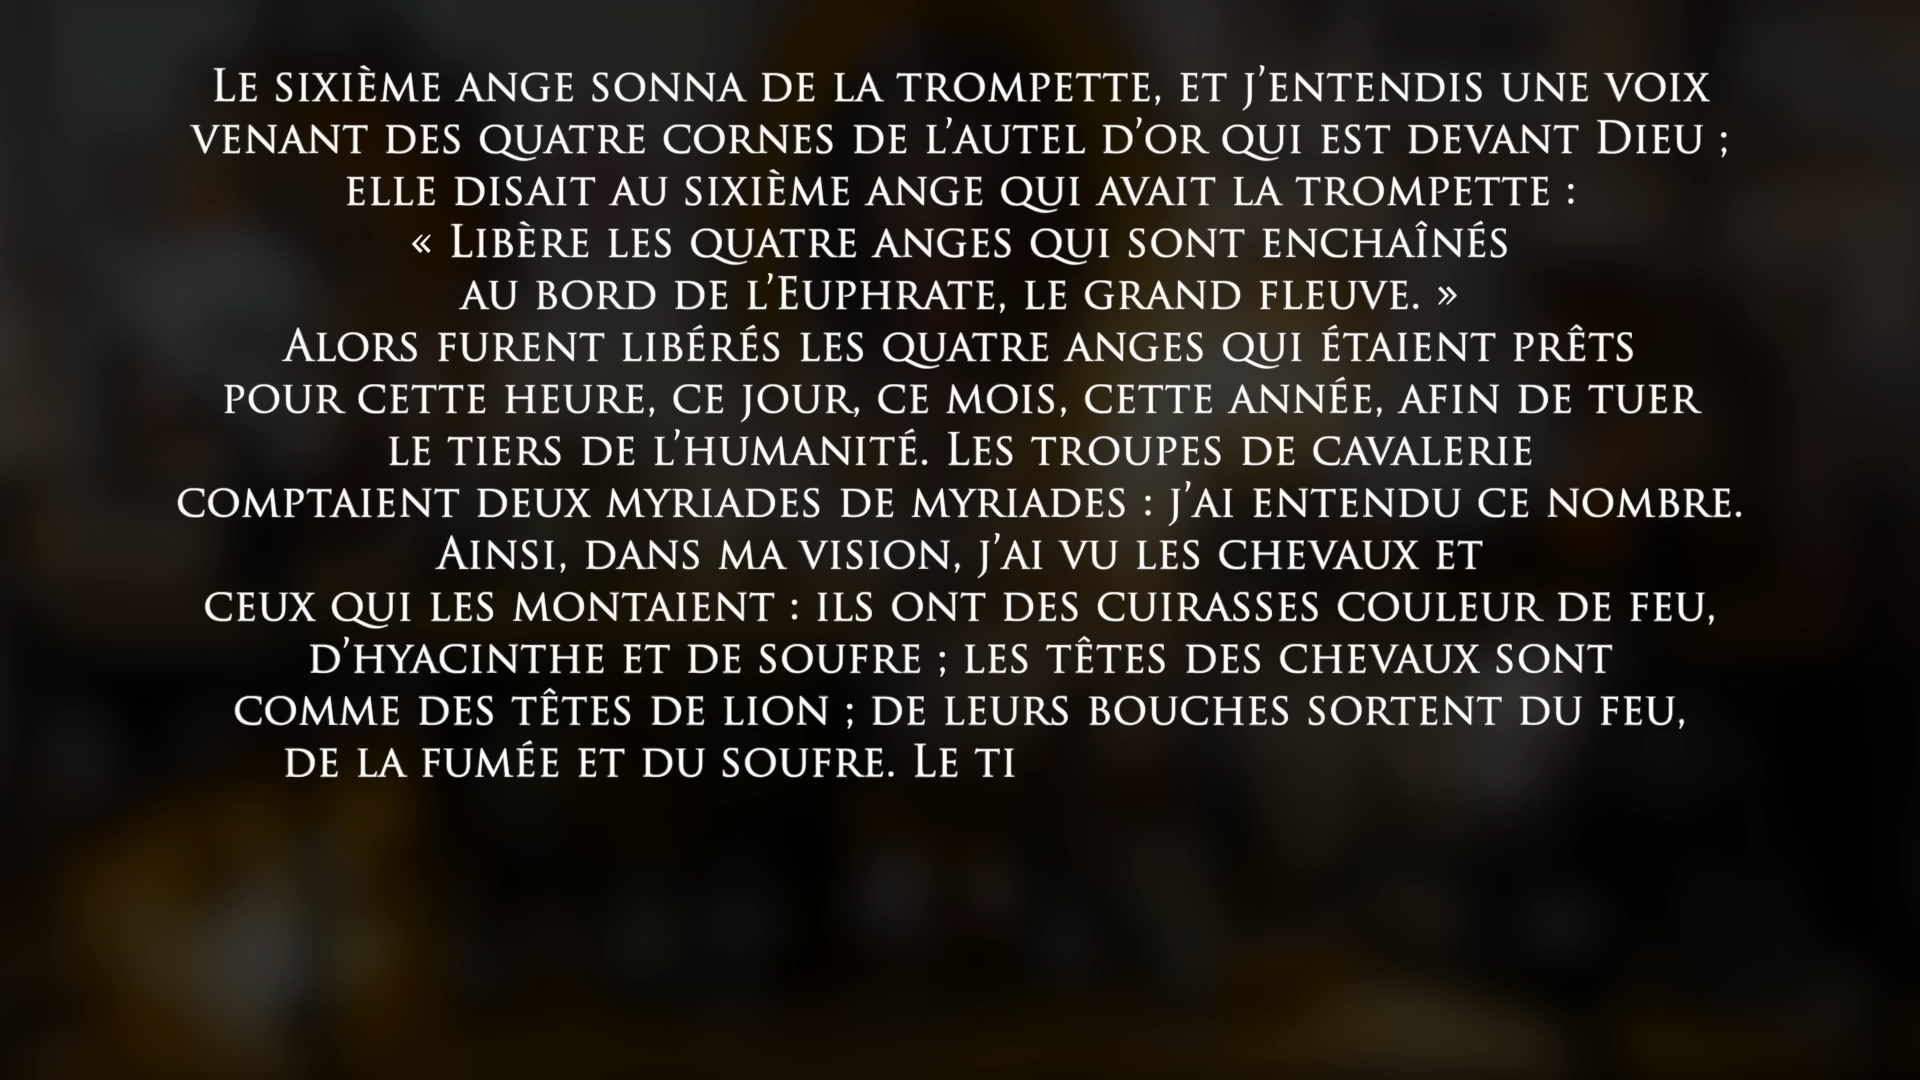 Le sixième ange sonna de la trompette, et j’entendis une voix
venant des quatre cornes de l’autel d’or qui est devant Dieu ;
elle disait au sixième ange qui avait la trompette :
« Libère les quatre anges qui sont enchaînés
au bord de l’Euphrate, le grand fleuve. »
Alors furent libérés les quatre anges qui étaient prêts
pour cette heure, ce jour, ce mois, cette année, afin de tuer
le tiers de l’humanité. Les troupes de cavalerie
comptaient deux myriades de myriades : j’ai entendu ce nombre.
Ainsi, dans ma vision, j’ai vu les chevaux et
ceux qui les montaient : ils ont des cuirasses couleur de feu,
d’hyacinthe et de soufre ; les têtes des chevaux sont
comme des têtes de lion ; de leurs bouches sortent du feu,
de la fumée et du soufre. Le ti